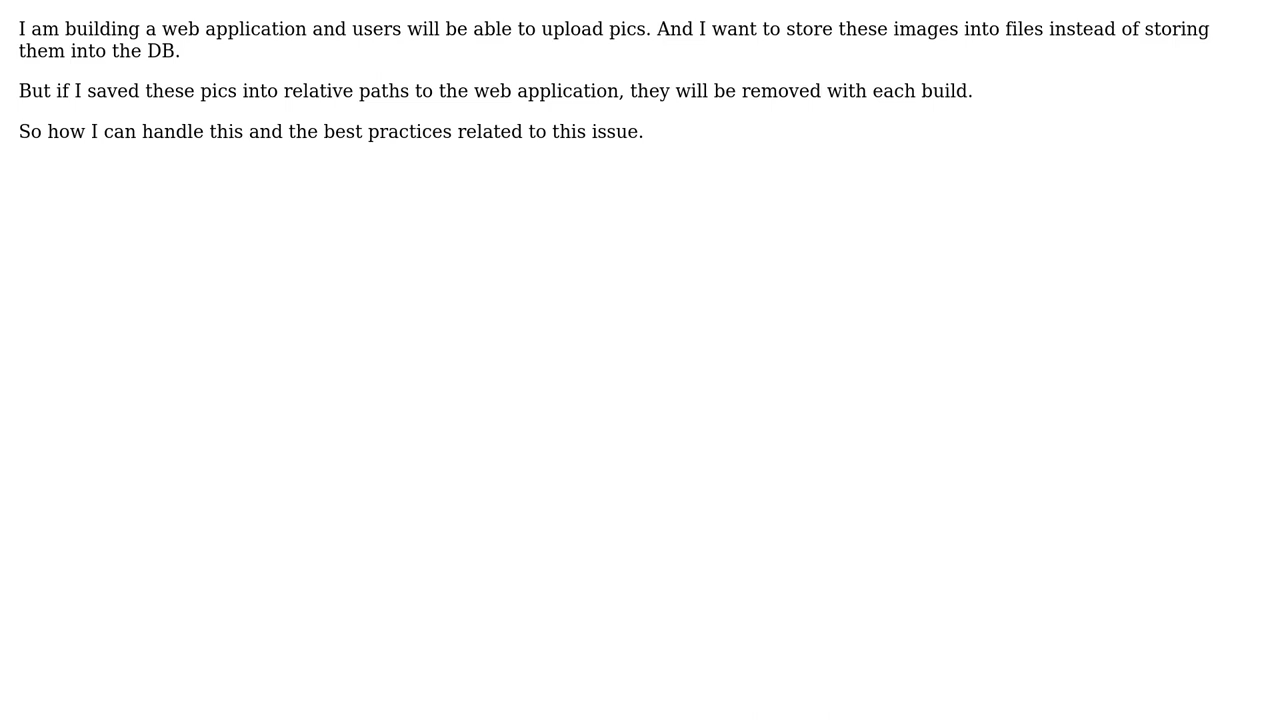 I am building a web application and users will be able to upload pics. And I want to store these images into files instead of storing
them into the DB.
But if I saved these pics into relative paths to the web application, they will be removed with each build.
So how I can handle this and the best practices related to this issue.